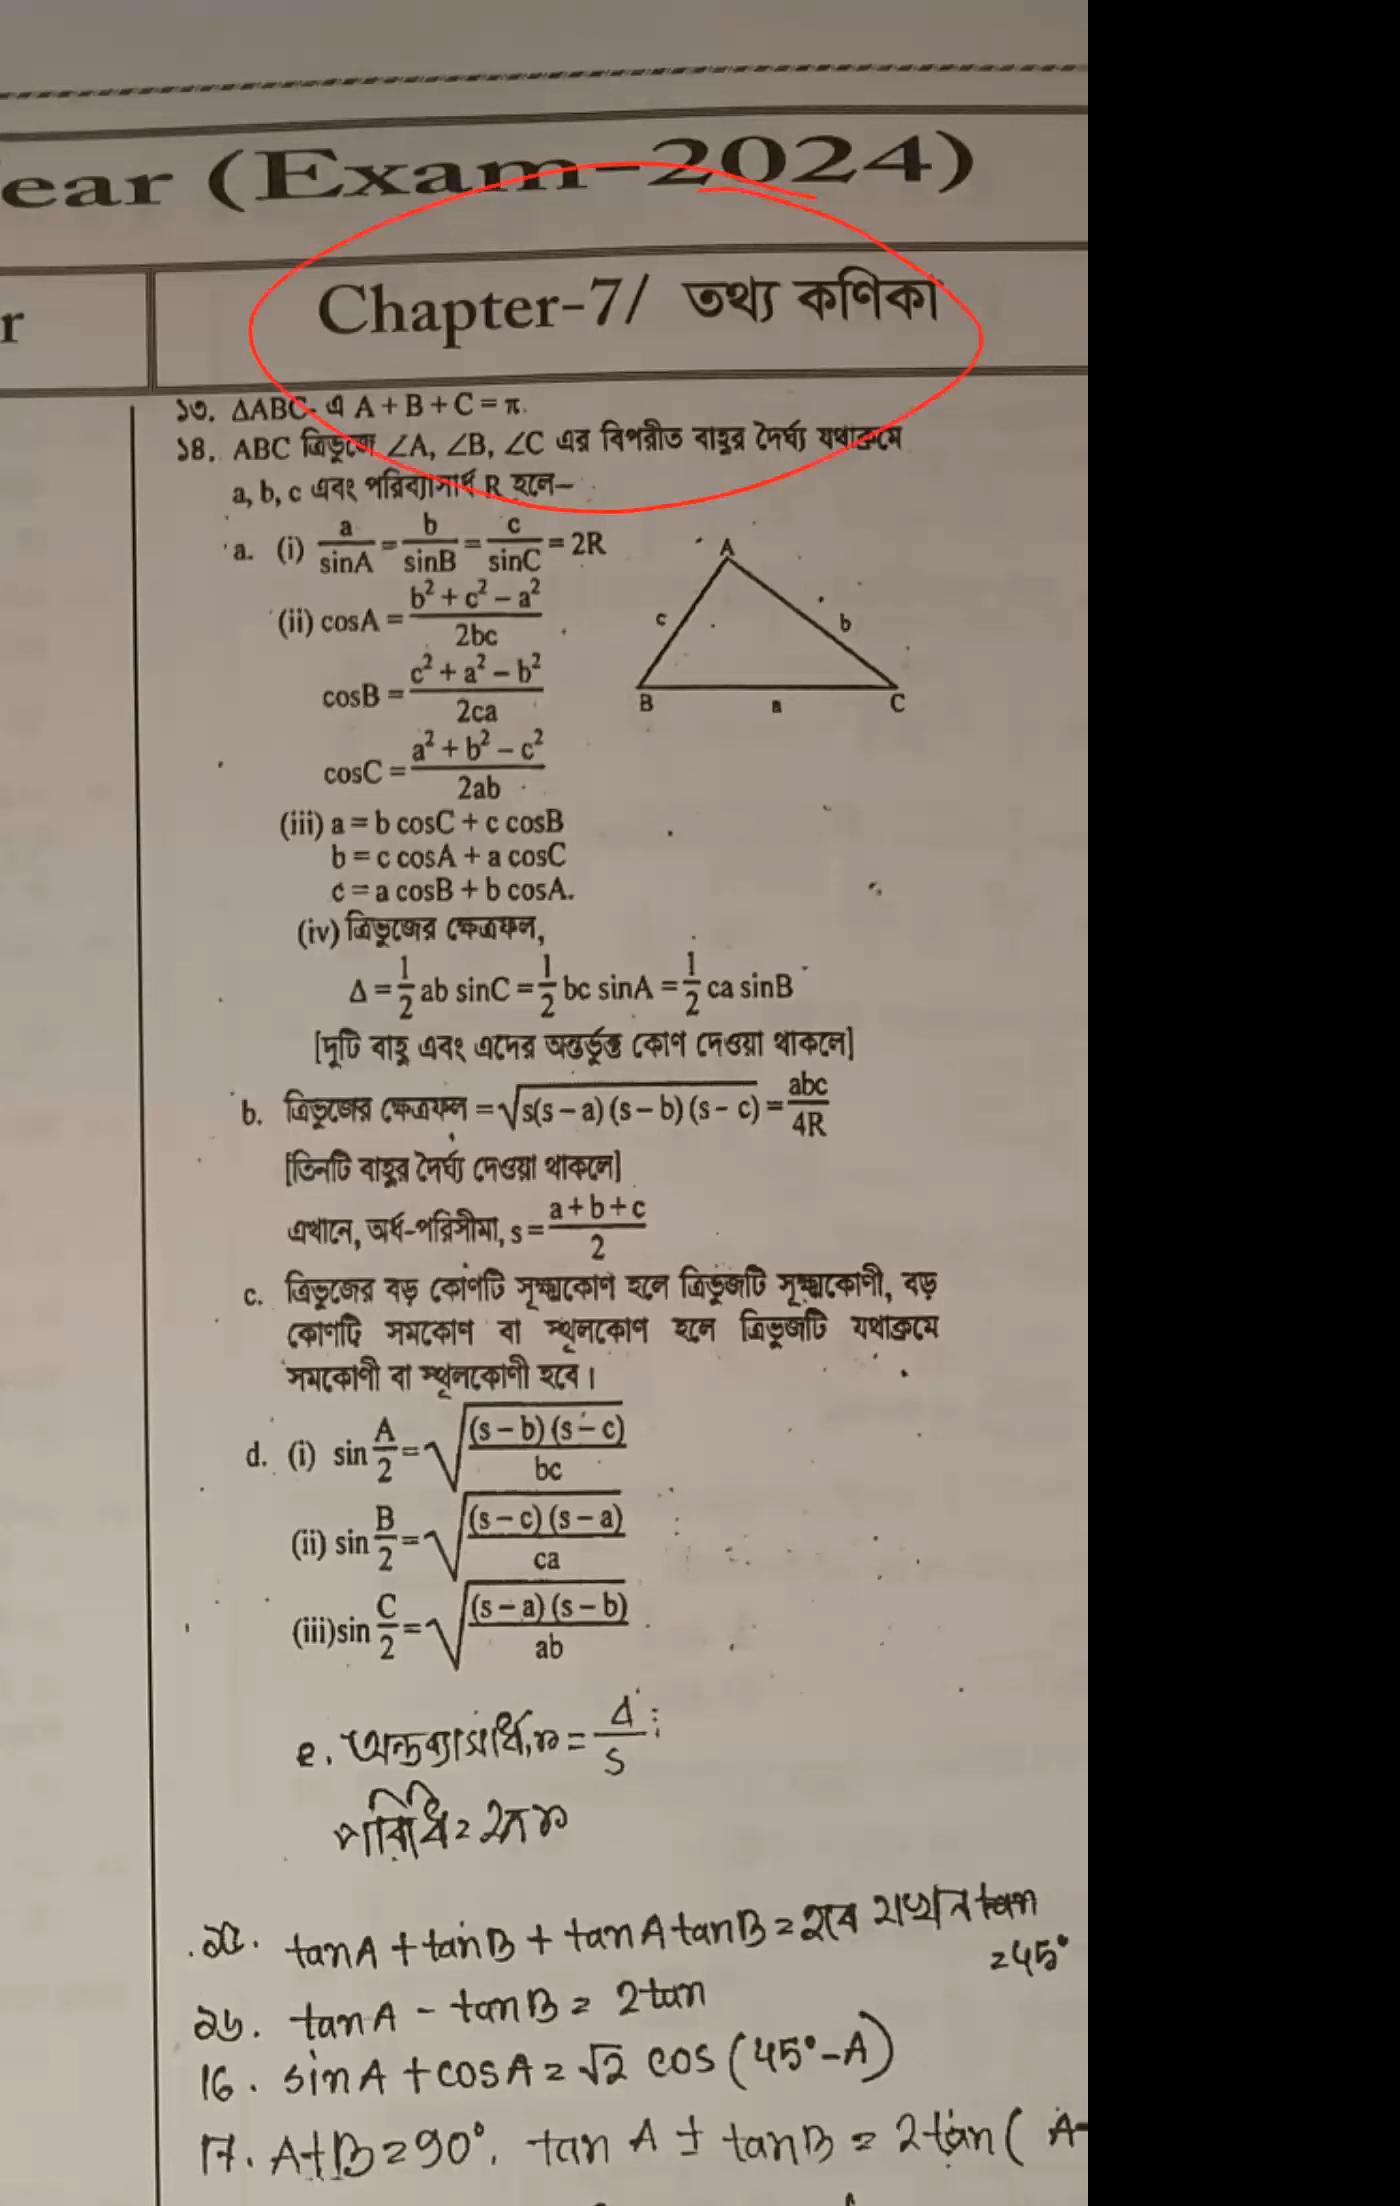 ear (Exam-2024)
r
Chapter-7/ তথ্য কণিকা
১৩. ΔABC- এ A + B + C = π.
১৪. ABC ত্রিভুজে ∠A, ∠B, ∠C এর বিপরীত বাহুর দৈর্ঘ্য যথাক্রমে
a, b, c এবং পরিব্যাসার্ধ R হলে–
a. (i) a/sinA = b/sinB = c/sinC = 2R
(ii) cosA = (b² + c² – a²)/2bc
cosB = (c² + a² – b²)/2ca
cosC = (a² + b² – c²)/2ab
A
c
b
B
a
C
(iii) a = b cosC + c cosB
b = c cosA + a cosC
c = a cosB + b cosA.
(iv) ত্রিভুজের ক্ষেত্রফল,
Δ = 1/2 ab sinC = 1/2 bc sinA = 1/2 ca sinB
[দুটি বাহু এবং এদের অন্তর্ভুক্ত কোণ দেওয়া থাকলে]
b. ত্রিভুজের ক্ষেত্রফল = √s(s – a) (s – b) (s – c) = abc/4R
[তিনটি বাহুর দৈর্ঘ্য দেওয়া থাকলে]
এখানে, অর্ধ-পরিসীমা, s = (a + b + c)/2
c. ত্রিভুজের বড় কোণটি সূক্ষ্মকোণ হলে ত্রিভুজটি সূক্ষ্মকোণী, বড়
কোণটি সমকোণ বা স্থূলকোণ হলে ত্রিভুজটি যথাক্রমে
সমকোণী বা স্থূলকোণী হবে।
d. (i) sin A/2 = √((s – b) (s – c)/bc)
(ii) sin B/2 = √((s – c) (s – a)/ca)
(iii) sin C/2 = √((s – a) (s – b)/ab)
e. অন্তব্যাসার্ধ, r = Δ/s
পরিধি = 2πr
tanA + tanB + tanA tanB = হবে যখন tan
= 45°
tanA - tanB = 2tan
16. sinA + cosA = √2 cos (45° - A)
17. A+B = 90°, tan A ± tanB = 2tan( A-